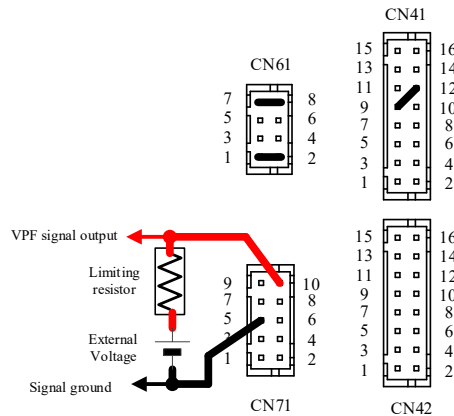 CN41
15 16
13 14
11 12
9 10
7 8
5 6
3 4
1 2
CN61
7 8
5 6
3 4
1 2
VPF signal output
Limiting
resistor
External
Voltage
Signal ground
9 10
7 8
5 6
3 4
1 2
CN71
15 16
13 14
11 12
9 10
7 8
5 6
3 4
1 2
CN42